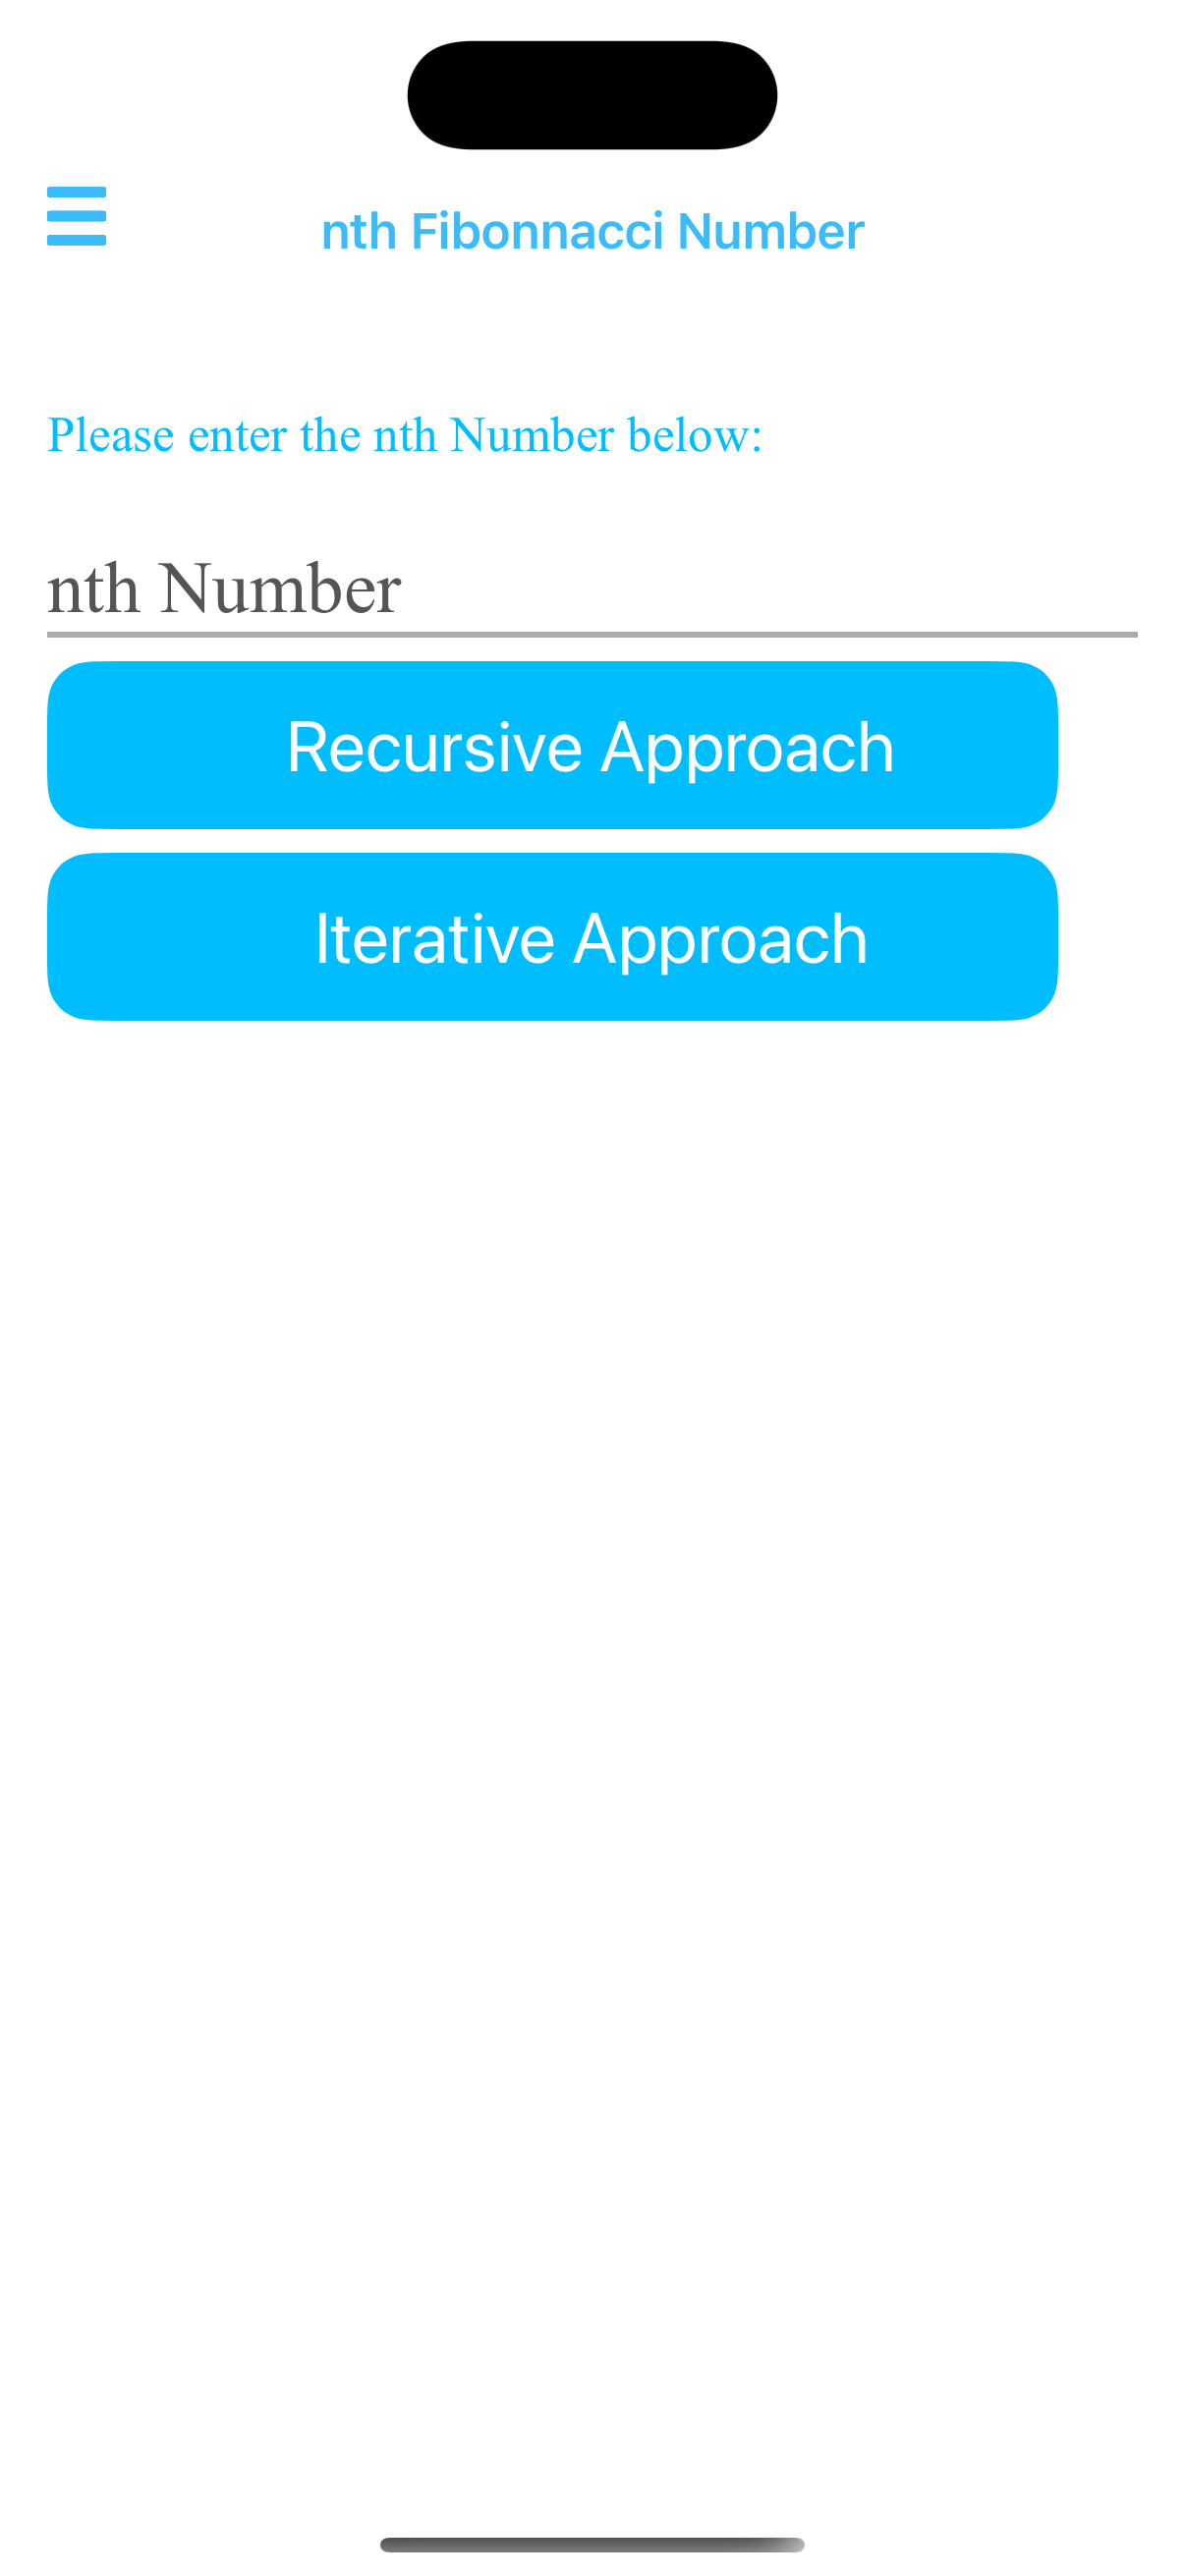 nth Fibonnacci Number
Please enter the nth Number below:
nth Number
Recursive Approach
Iterative Approach